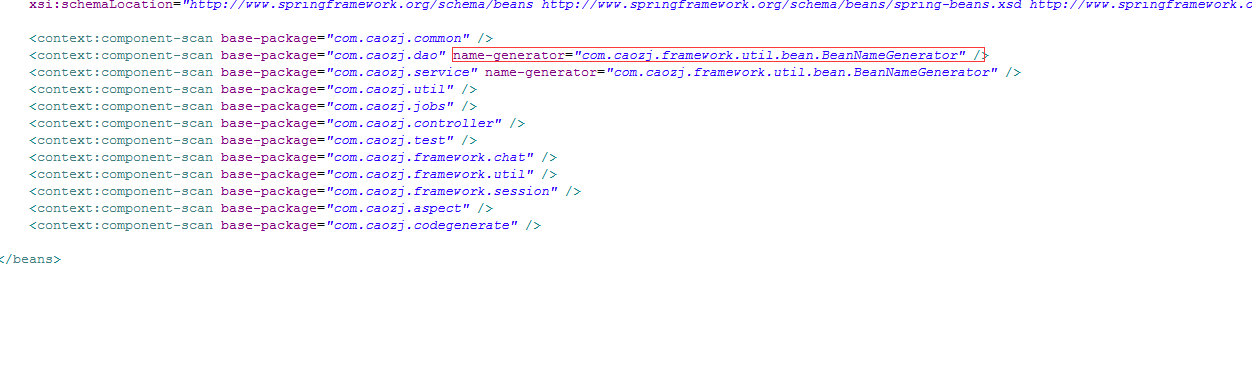 xsi:schemaLocation="http://www.springframework.org/schema/beans http://www.springframework.org/schema/beans/spring-beans.xsd http://www.springframework.c
<context:component-scan base-package="com.caozj.common" />
<context:component-scan base-package="com.caozj.dao" name-generator="com.caozj.framework.util.bean.BeanNameGenerator" />
<context:component-scan base-package="com.caozj.service" name-generator="com.caozj.framework.util.bean.BeanNameGenerator" />
<context:component-scan base-package="com.caozj.util" />
<context:component-scan base-package="com.caozj.jobs" />
<context:component-scan base-package="com.caozj.controller" />
<context:component-scan base-package="com.caozj.test" />
<context:component-scan base-package="com.caozj.framework.chat" />
<context:component-scan base-package="com.caozj.framework.util" />
<context:component-scan base-package="com.caozj.framework.session" />
<context:component-scan base-package="com.caozj.aspect" />
<context:component-scan base-package="com.caozj.codegenerate" />
</beans>